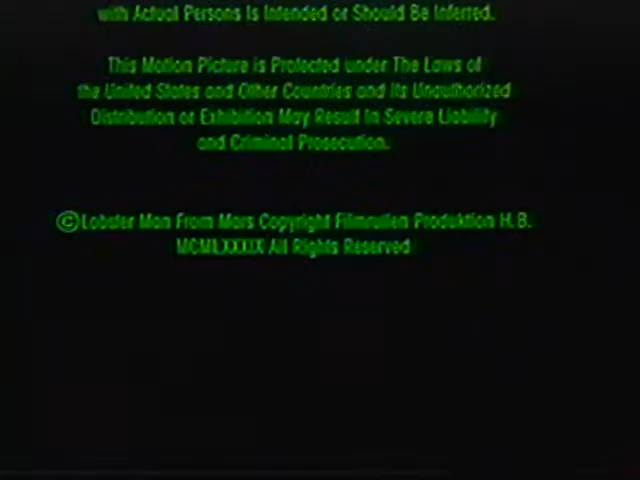 with Actual Persons Is Intended or Should Be Inferred.
This Motion Picture is Protected under The Laws of
the United States and Other Countries and Its Unauthorized
Distribution or Exhibition May Result In Severe Liability
and Criminal Prosecution.
©Lobster Man From Mars Copyright Filmrullen Produktion H.B.
MCMLXXXIX All Rights Reserved